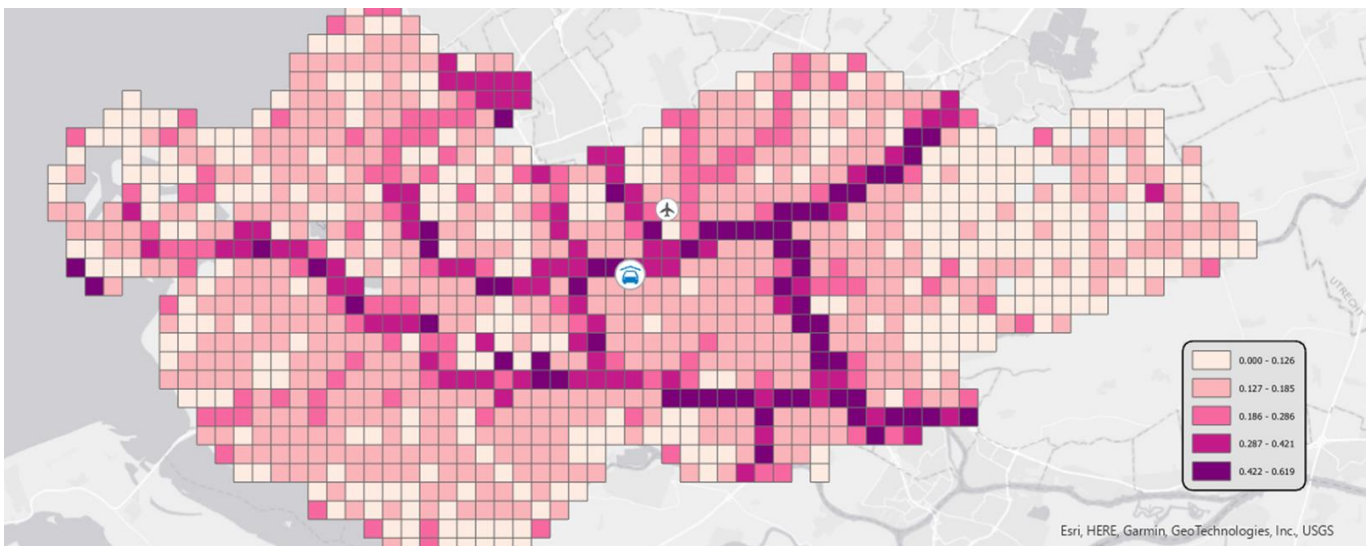 UTRECHT
0.000 - 0.126
0.127 - 0.185
0.186 - 0.286
0.287 - 0.421
0.422 - 0.619
Esri, HERE, Garmin, GeoTechnologies, Inc., USGS